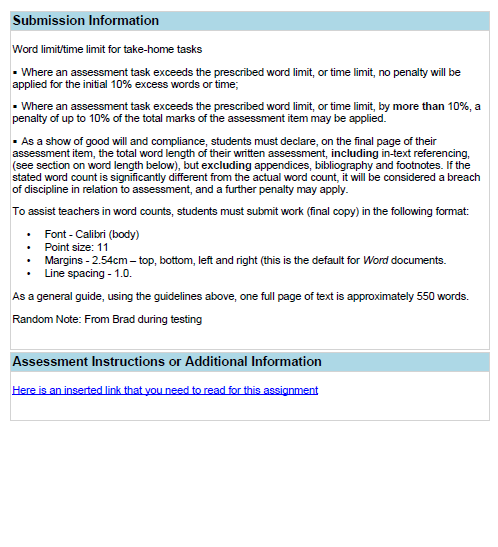 Submission Information
Word limit/time limit for take-home tasks
▪ Where an assessment task exceeds the prescribed word limit, or time limit, no penalty will be
applied for the initial 10% excess words or time;
▪ Where an assessment task exceeds the prescribed word limit, or time limit, by more than 10%, a
penalty of up to 10% of the total marks of the assessment item may be applied.
▪ As a show of good will and compliance, students must declare, on the final page of their
assessment item, the total word length of their written assessment, including in-text referencing,
(see section on word length below), but excluding appendices, bibliography and footnotes. If the
stated word count is significantly different from the actual word count, it will be considered a breach
of discipline in relation to assessment, and a further penalty may apply.
To assist teachers in word counts, students must submit work (final copy) in the following format:
• Font - Calibri (body)
• Point size: 11
• Margins - 2.54cm – top, bottom, left and right (this is the default for Word documents.
• Line spacing - 1.0.
As a general guide, using the guidelines above, one full page of text is approximately 550 words.
Random Note: From Brad during testing
Assessment Instructions or Additional Information
Here is an inserted link that you need to read for this assignment